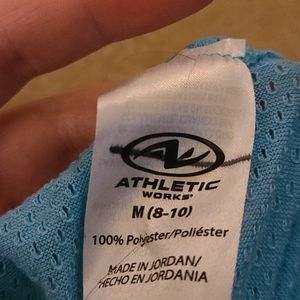 ATHLETIC
WORKS®
M (8-10)
100% Polyester/Poliéster
MADE IN JORDAN/
HECHO EN JORDANIA